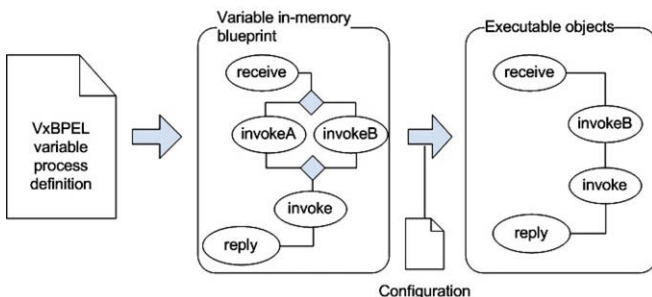 VxBPEL
variable
process
definition
Variable in-memory
blueprint
receive
invokeA
invokeB
invoke
reply
Configuration
Executable objects
receive
invokeB
invoke
reply